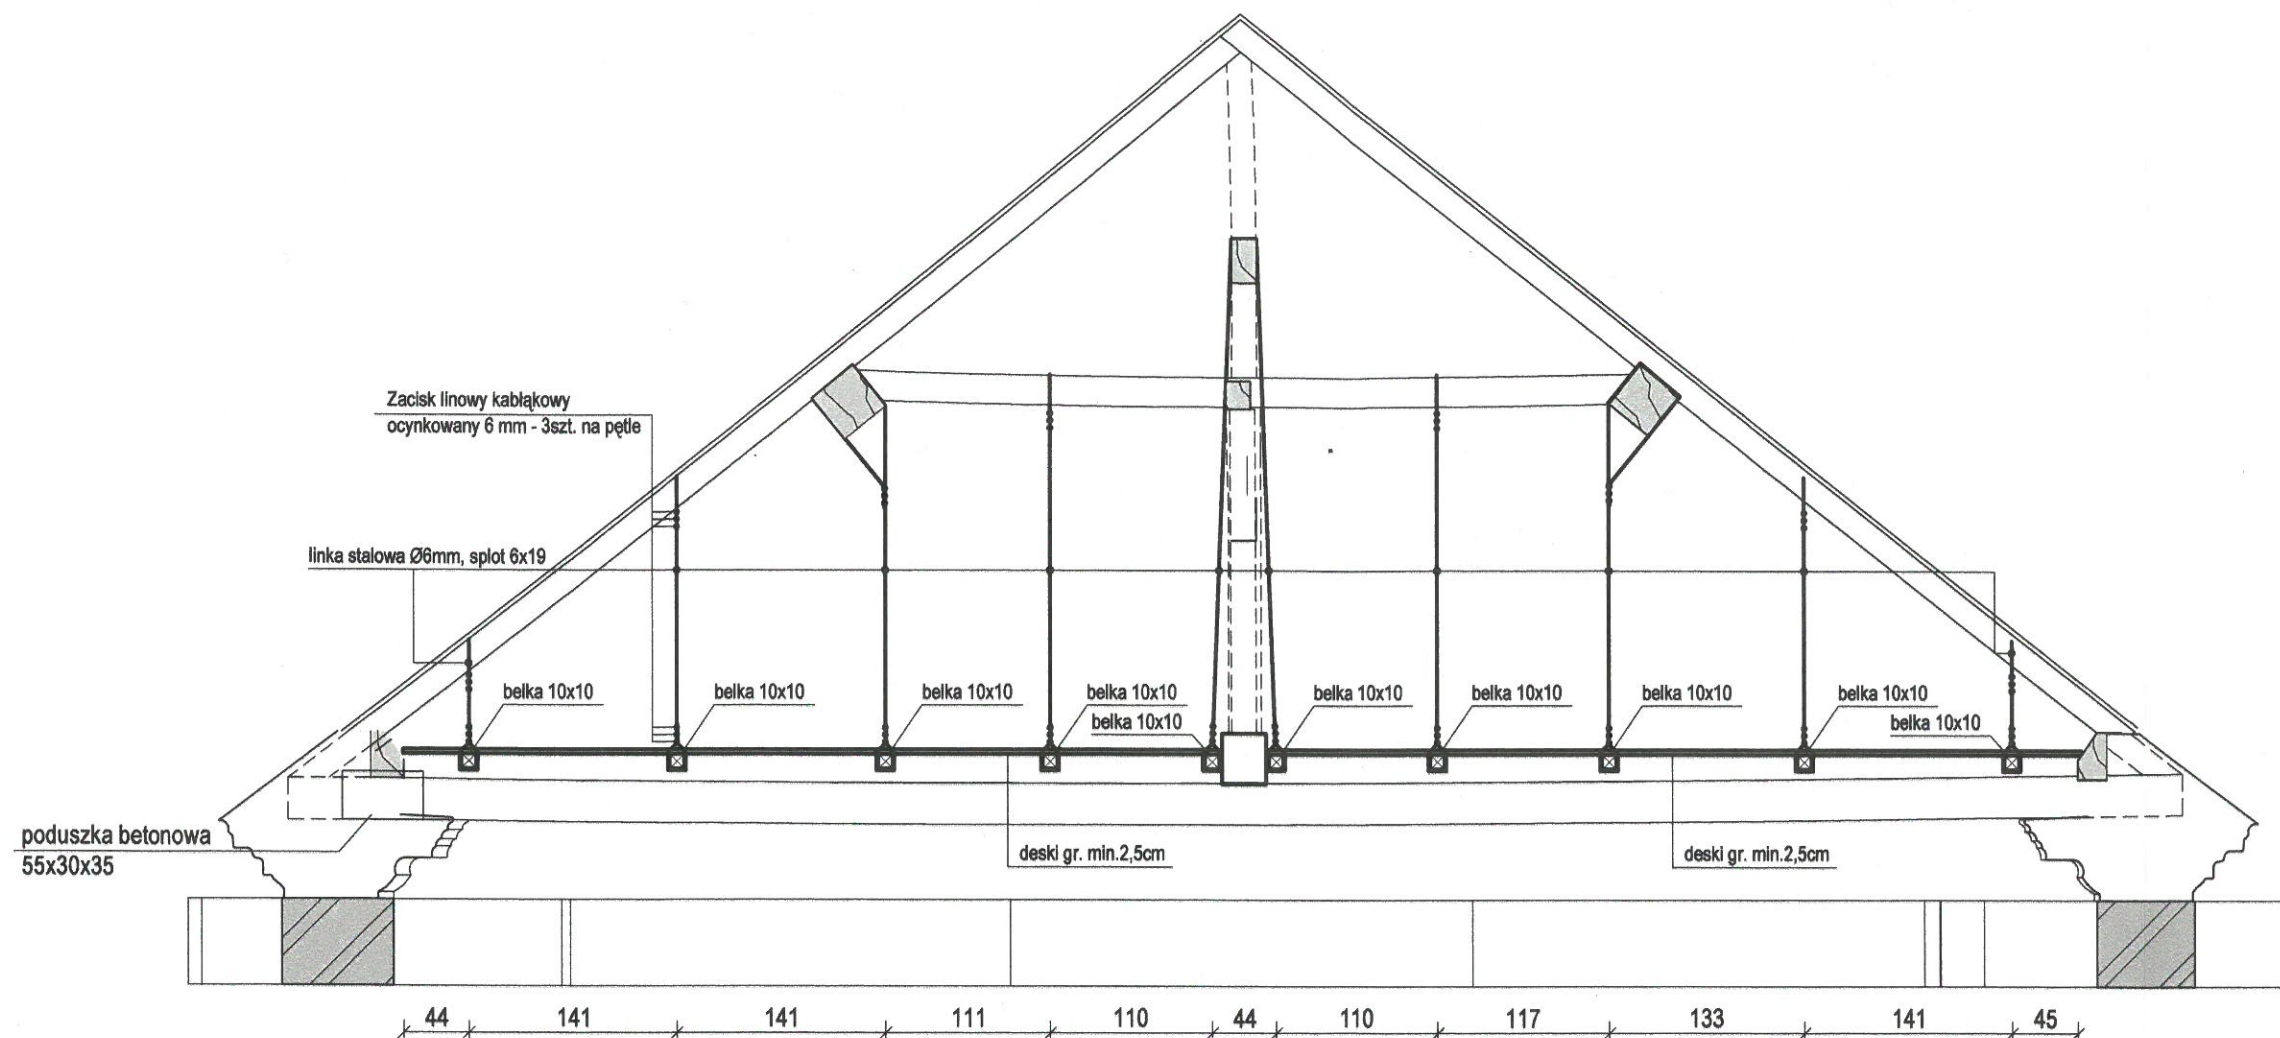 Zacisk linowy kabłąkowy
ocynkowany 6 mm - 3szt. na pętle
linka stalowa Ø6mm, splot 6x19
belka 10x10
belka 10x10
belka 10x10
belka 10x10
belka 10x10
belka 10x10
belka 10x10
belka 10x10
belka 10x10
belka 10x10
poduszka betonowa
55x30x35
deski gr. min.2,5cm
deski gr. min.2,5cm
44 141 141 111 110 44 110 117 133 141 45